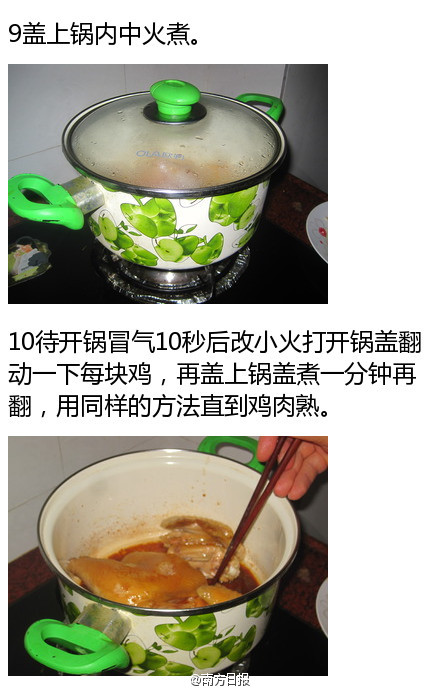 9盖上锅内中火煮。
10待开锅冒气10秒后改小火打开锅盖翻
动一下每块鸡，再盖上锅盖煮一分钟再
翻，用同样的方法直到鸡肉熟。
@南方日报